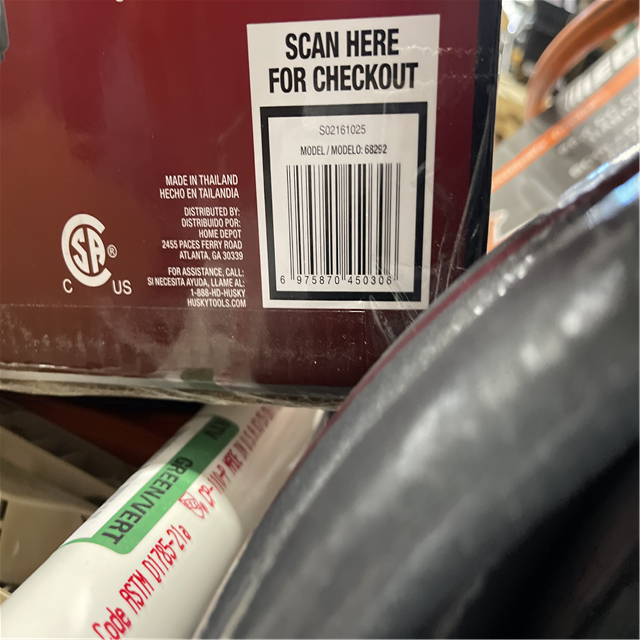 SCAN HERE
FOR CHECKOUT
S02161025
MODEL / MODELO: 68292
6 975870 450306
MADE IN THAILAND
HECHO EN TAILANDIA
DISTRIBUTED BY:
DISTRIBUIDO POR:
HOME DEPOT
2455 PACES FERRY ROAD
ATLANTA, GA 30339
FOR ASSISTANCE, CALL:
SI NECESITA AYUDA, LLAME AL:
1-888-HD-HUSKY
HUSKYTOOLS.COM
SA ®
C US
GREEN/VERT
Code ASTM D1785-21a